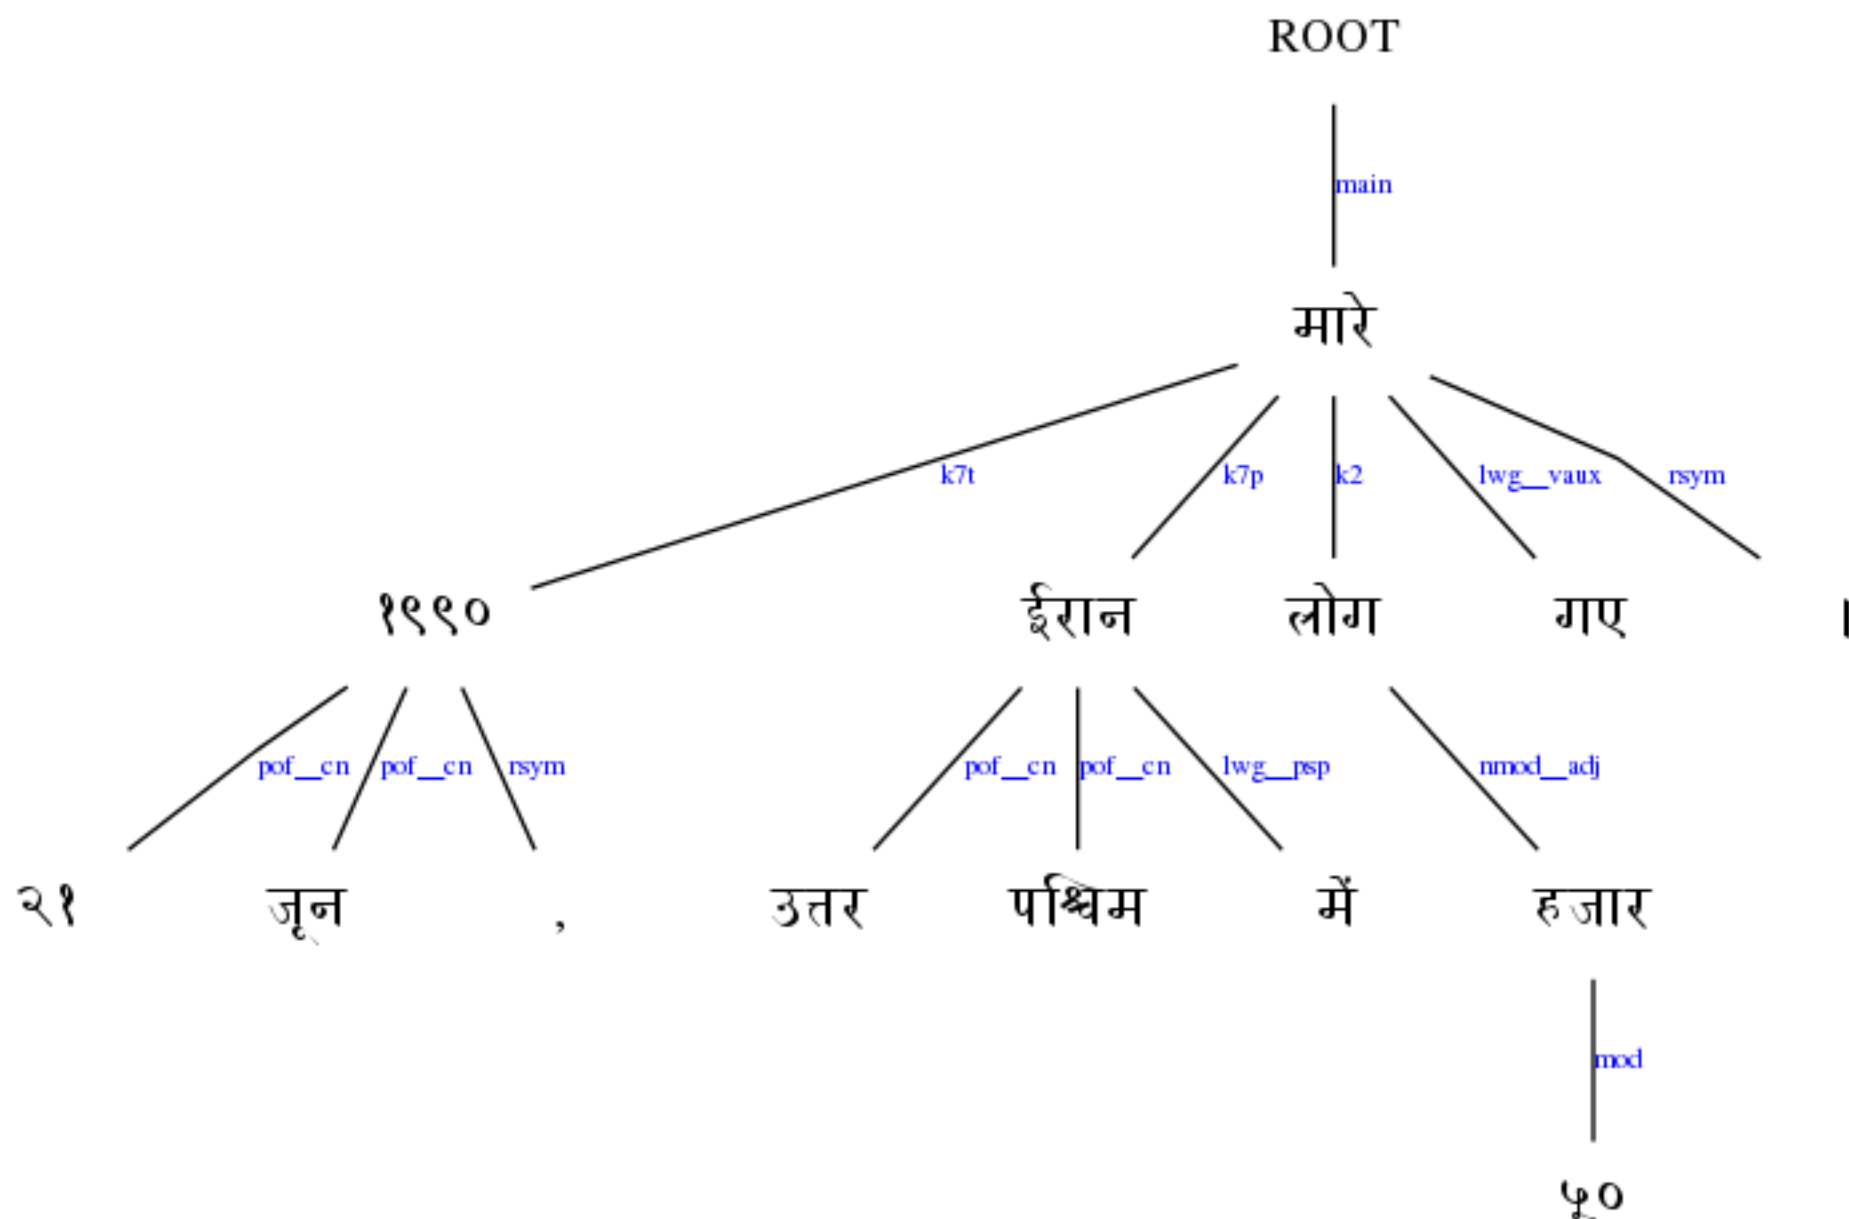 ROOT
main
मारे
k7t k7p k2 lwg__vaux rsym
१९९० ईरान लोग गए ।
pof__cn pof__cn rsym pof__cn pof__cn lwg__psp nmod__adj
२१ जून , उत्तर पश्चिम में हजार
mod
५०